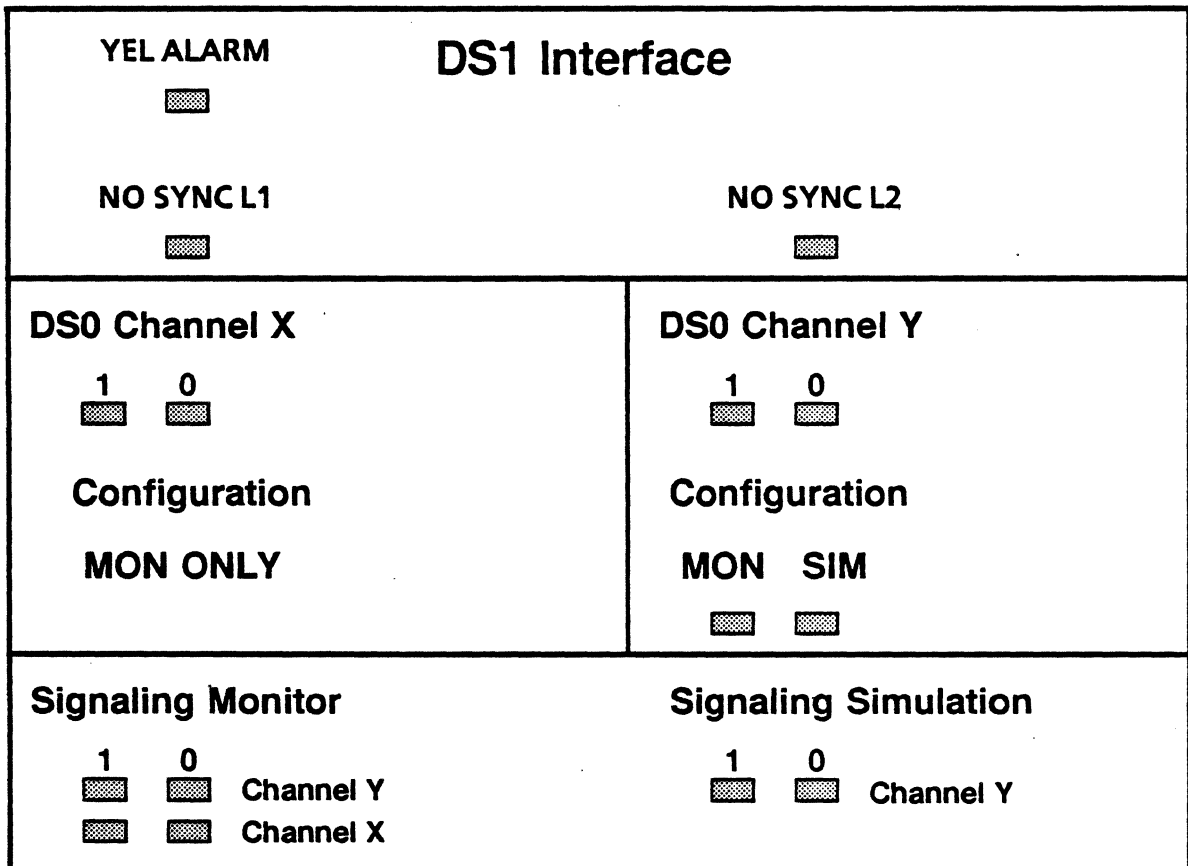 YEL ALARM
DS1 Interface
NO SYNC L1
NO SYNC L2
DS0 Channel X
1 0
Configuration
MON ONLY
DS0 Channel Y
1 0
Configuration
MON SIM
Signaling Monitor
1 0
Channel Y
Channel X
Signaling Simulation
1 0
Channel Y